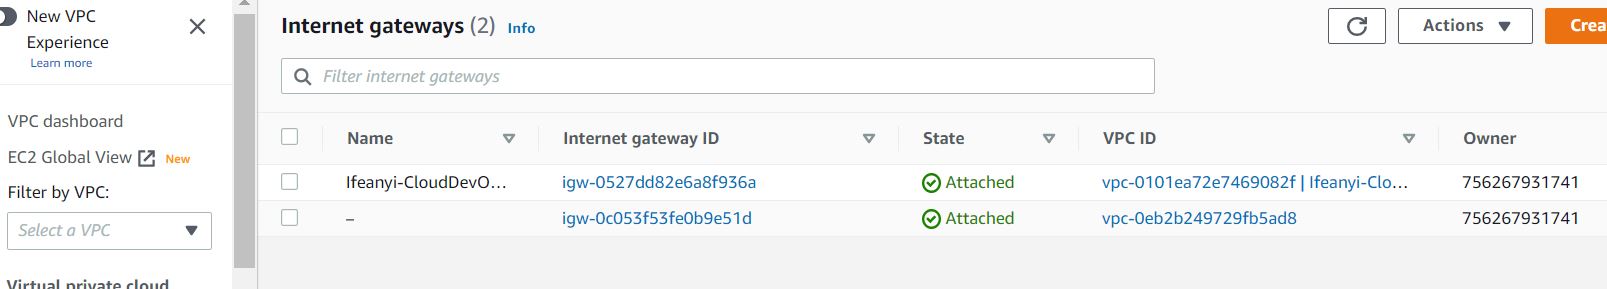 New VPC
Experience
Learn more
VPC dashboard
EC2 Global View New
Filter by VPC:
Select a VPC
Virtual private cloud
Internet gateways (2) Info
Actions
Crea
Filter internet gateways
Name Internet gateway ID State VPC ID Owner
Ifeanyi-CloudDevO... igw-0527dd82e6a8f936a Attached vpc-0101ea72e7469082f | Ifeanyi-Clo... 756267931741
– igw-0c053f53fe0b9e51d Attached vpc-0eb2b249729fb5ad8 756267931741